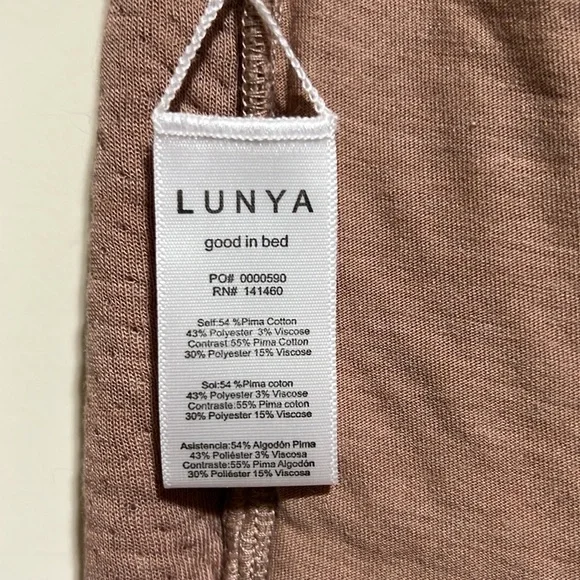 LUNYA
good in bed
PO# 0000590
RN# 141460
Self:54 %Pima Cotton
43% Polyester 3% Viscose
Contrast:55% Pima Cotton
30% Polyester 15% Viscose
Soi:54 %Pima coton
43% Polyester 3% Viscose
Contraste:55% Pima coton
30% Polyester 15% Viscose
Asistencia:54% Algodón Pima
43% Poliéster 3% Viscosa
Contraste:55% Pima Algodón
30% Poliéster 15% Viscosa